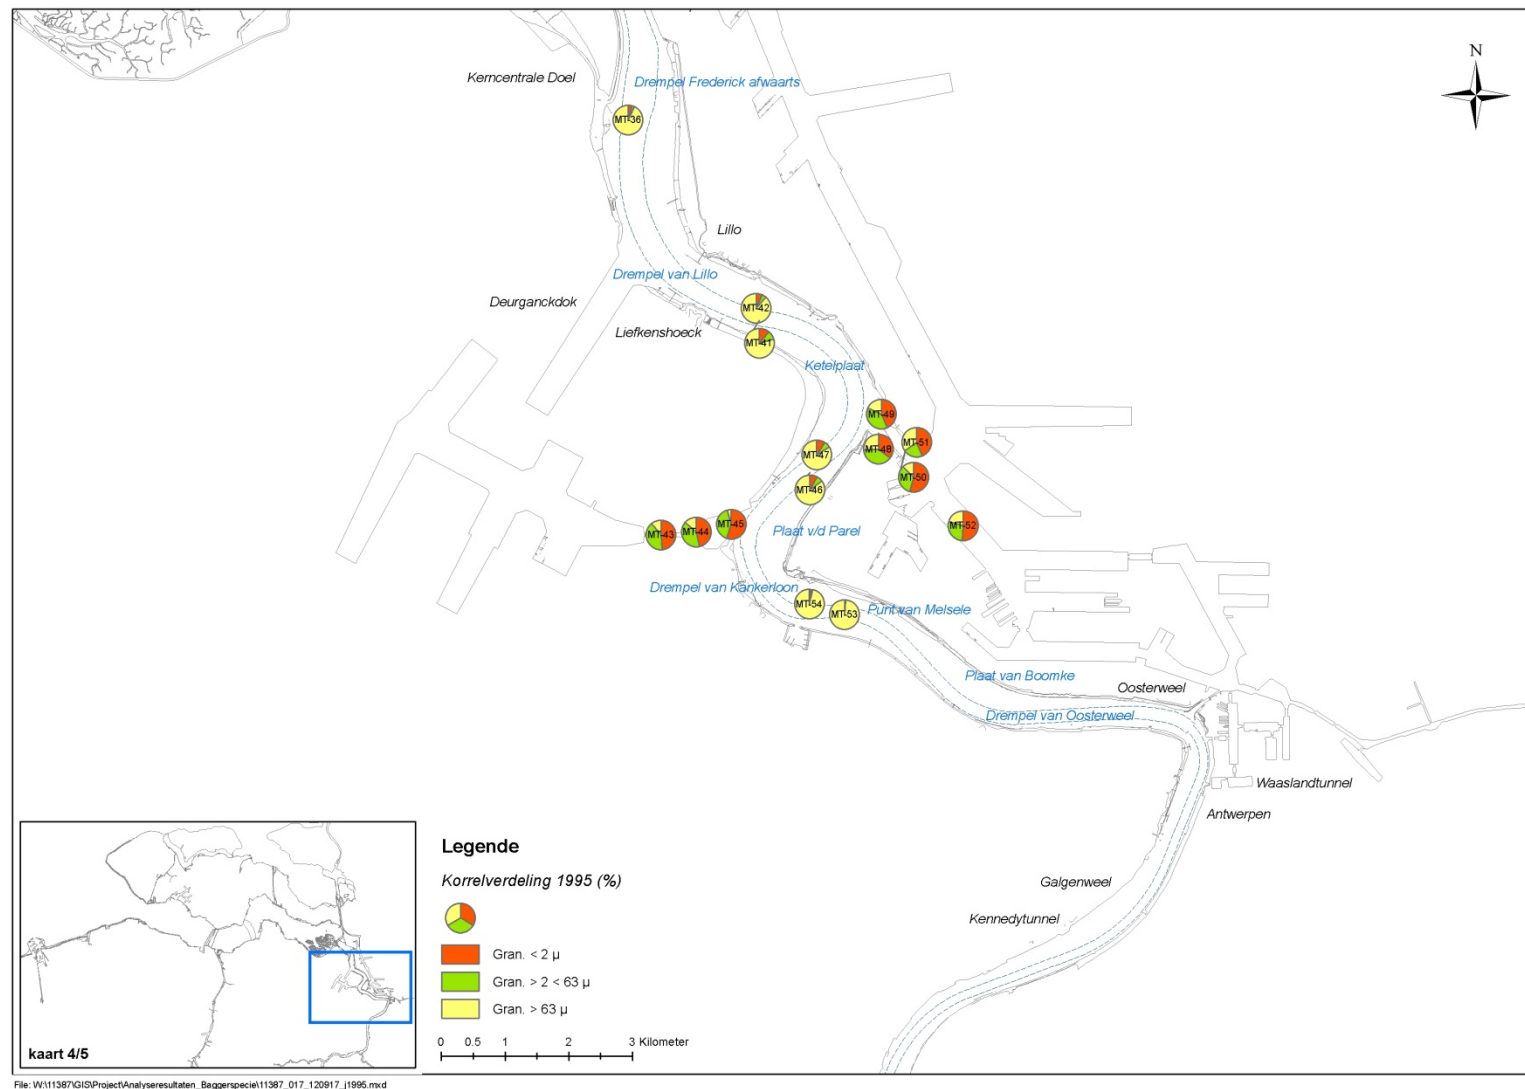 N
Kerncentrale Doel
Drempel Frederick afwaarts
MT-36
Lillo
Drempel van Lillo
Deurganckdok
MT-42
Liefkenshoeck
MT-41
Ketelplaat
MT-49
MT-51
MT-48
MT-47
MT-50
MT-46
MT-45
MT-52
MT-44
MT-43
Plaat v/d Parel
Drempel van Kankerloon
MT-54
MT-53
Punt van Melsele
Plaat van Boomke
Oosterweel
Drempel van Oosterweel
Waaslandtunnel
Antwerpen
Galgenweel
Kennedytunnel
Legende
Korrelverdeling 1995 (%)
Gran. < 2 µ
Gran. > 2 < 63 µ
Gran. > 63 µ
0 0.5 1 2 3 Kilometer
kaart 4/5
File: W:\11387\GIS\Project\Analyseresultaten_Baggerspecie\11387_017_120917_j1995.mxd